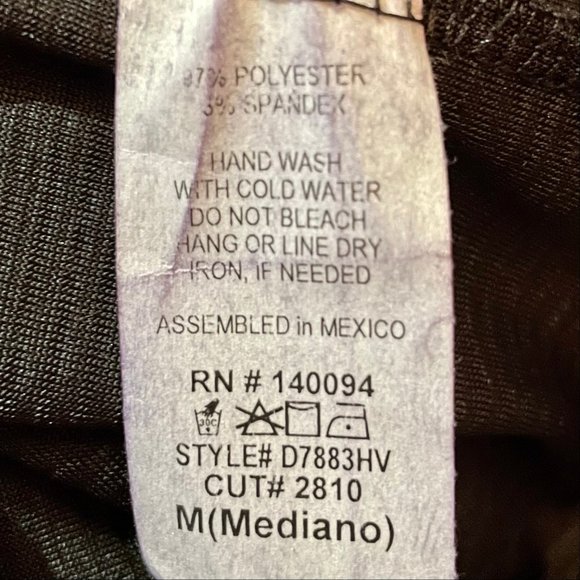 97% POLYESTER
3% SPANDEX
HAND WASH
WITH COLD WATER
DO NOT BLEACH
HANG OR LINE DRY
IRON, IF NEEDED
ASSEMBLED in MEXICO
RN # 140094
30C
STYLE# D7883HV
CUT# 2810
M(Mediano)